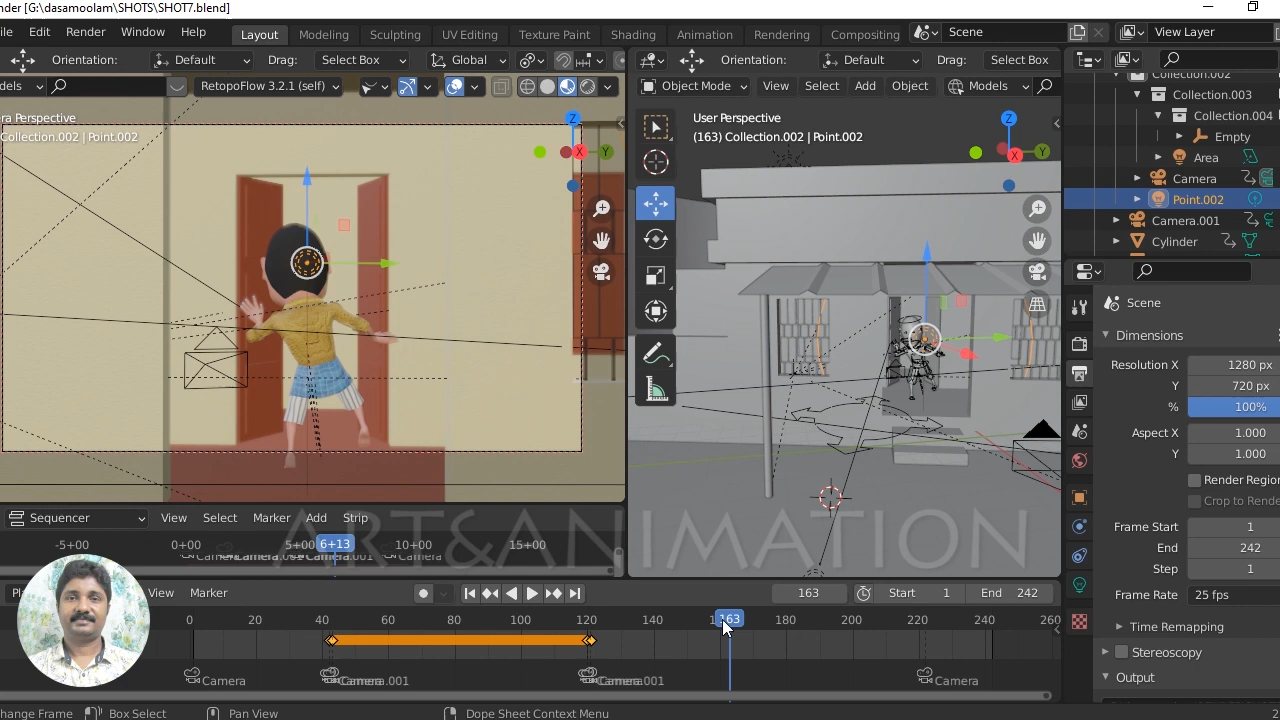 nder [G:\dasamoolam\SHOTS\SHOT7.blend]
ile Edit Render Window Help Layout Modeling Sculpting UV Editing Texture Paint Shading Animation Rendering Compositing Scene View Layer
Orientation: Default Drag: Select Box Global Orientation: Default Drag: Select Box
dels RetopoFlow 3.2.1 (self) Object Mode View Select Add Object Models
ra Perspective
Collection.002 | Point.002
Z
X
Y
User Perspective
(163) Collection.002 | Point.002
Z
X
Y
Collection.002
Collection.003
Collection.004
Empty
Area
Camera
Point.002
Camera.001
Cylinder
Scene
Dimensions
Resolution X 1280 px
Y 720 px
% 100%
Aspect X 1.000
Y 1.000
Render Region
Crop to Render
Frame Start 1
End 242
Step 1
Frame Rate 25 fps
Time Remapping
Stereoscopy
Output
Sequencer View Select Marker Add Strip
ART&ANIMATION
-5+00 0+00 5+00 6+13 10+00 15+00
Camera
Pla View Marker 163 Start 1 End 242
0 20 40 60 80 100 120 140 163 180 200 220 240 260
Camera Camera.001 Camera.001 Camera
hange Frame Box Select Pan View Dope Sheet Context Menu 2